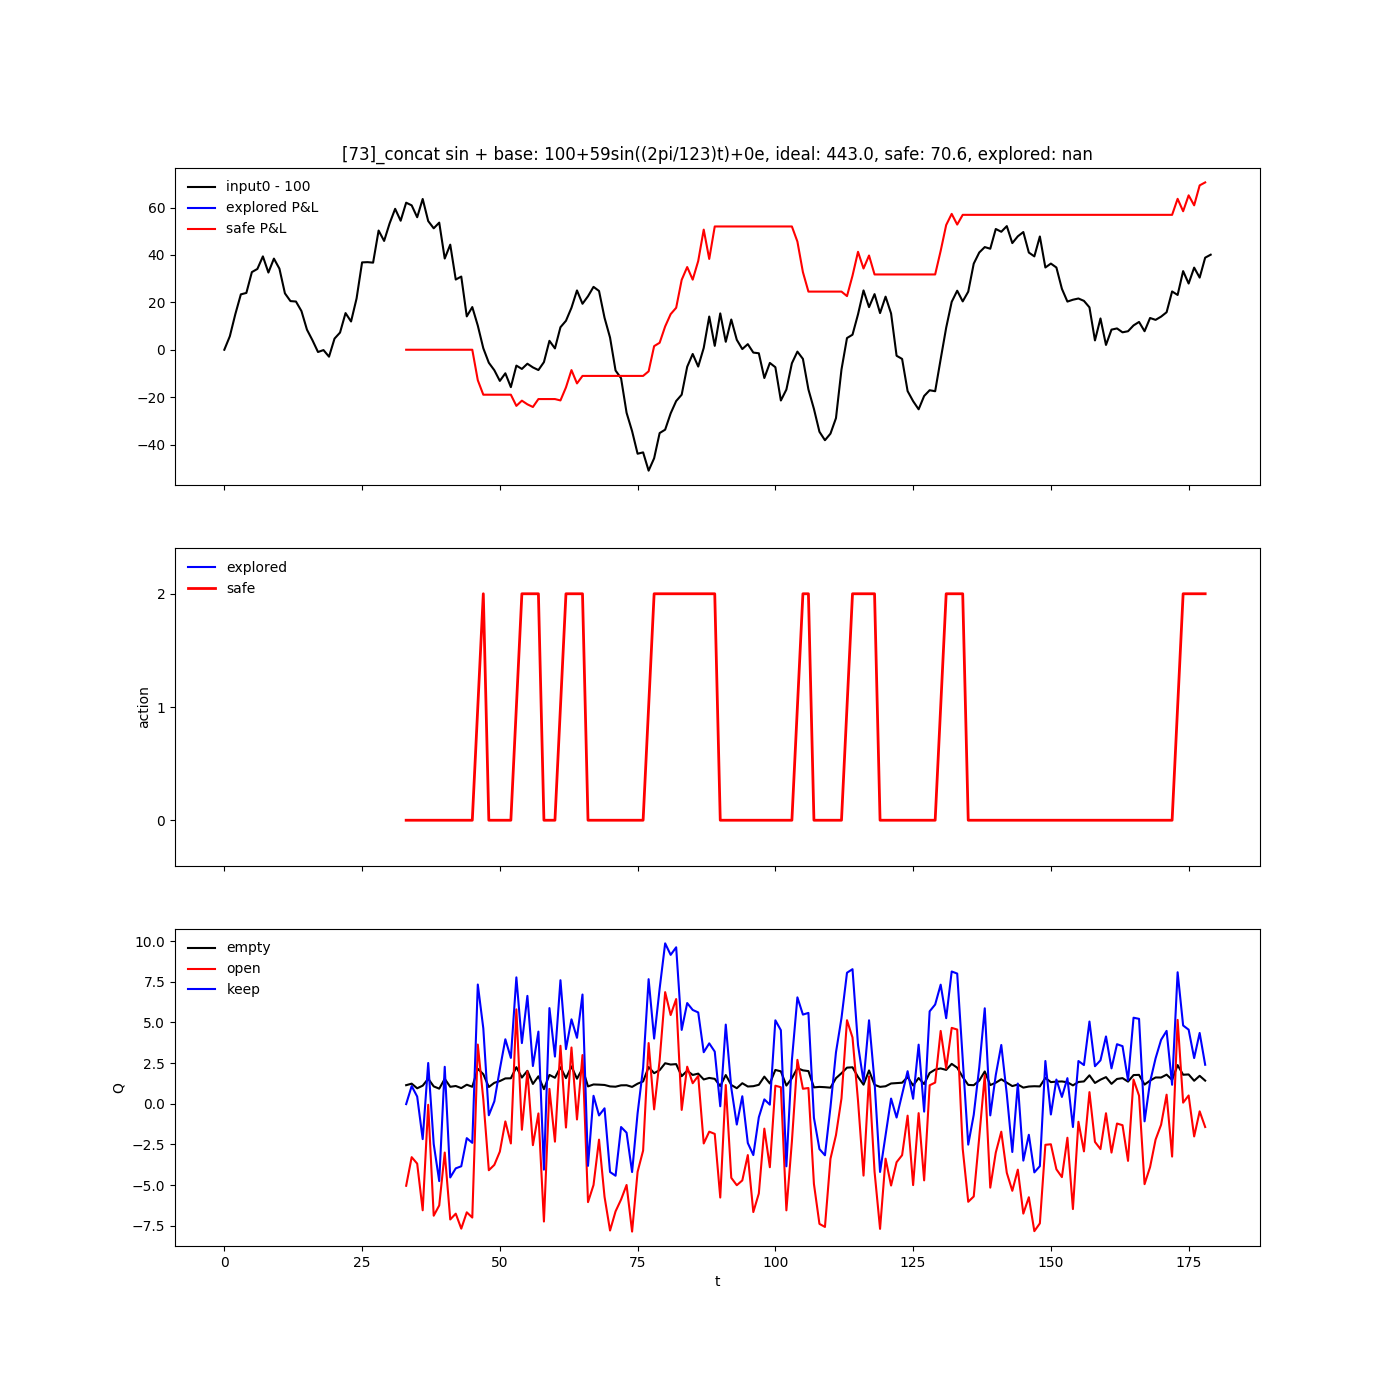 [73]_concat sin + base: 100+59sin((2pi/123)t)+0e, ideal: 443.0, safe: 70.6, explored: nan
input0 - 100
explored P&L
safe P&L
60
40
20
0
−20
−40
explored
safe
2
1
0
action
empty
open
keep
10.0
7.5
5.0
2.5
0.0
−2.5
−5.0
−7.5
Q
0 25 50 75 100 125 150 175
t